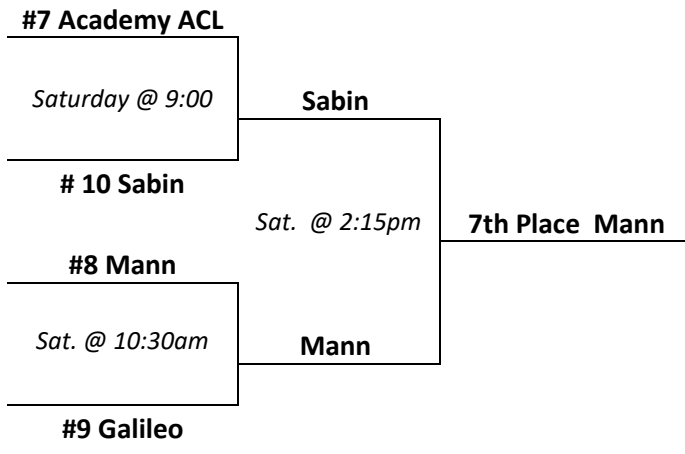 #7 Academy ACL
Saturday @ 9:00
Sabin
# 10 Sabin
Sat.  @ 2:15pm
7th Place  Mann
#8 Mann
Sat. @ 10:30am
Mann
#9 Galileo